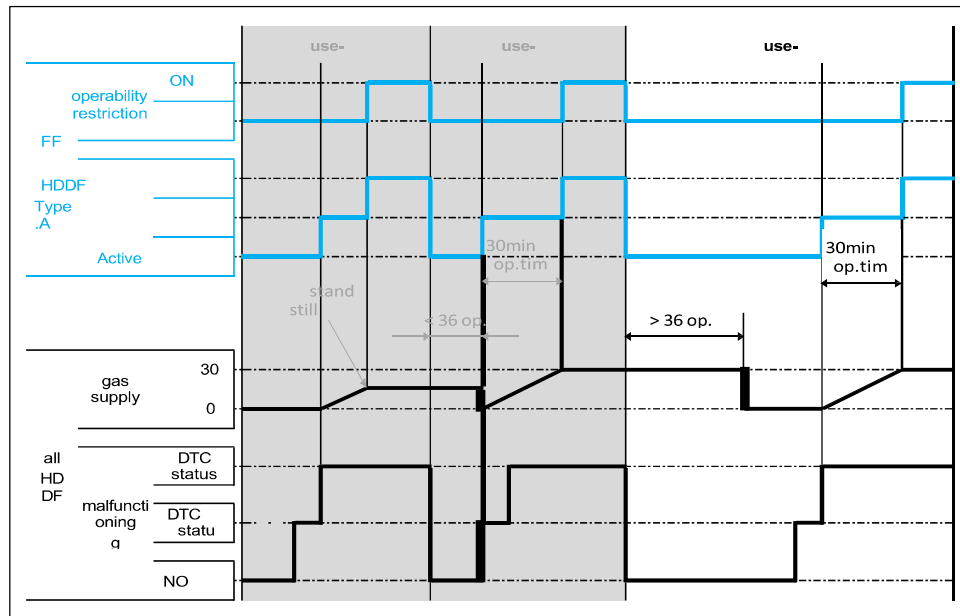 use-
use-
use-
ON
operability
restriction
FF
HDDF
Type
.A
Active
30min
op.tim
30min
op.tim
stand
still
< 36 op.
> 36 op.
30
gas
supply
0
all
HD
DF
DTC
status
malfuncti
oning
g
DTC
statu
NO